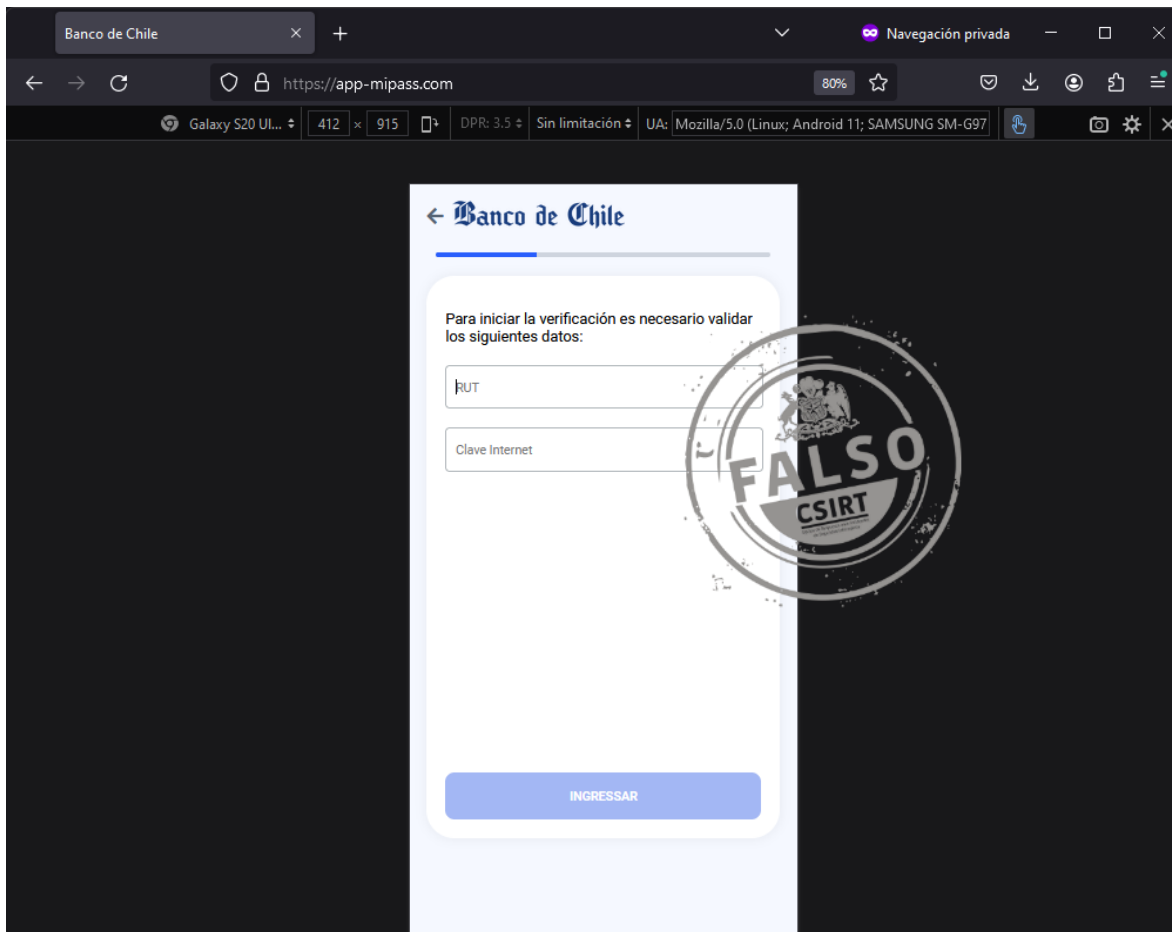 Banco de Chile
Navegación privada
https://app-mipass.com
80%
Galaxy S20 Ul...
412 × 915
DPR: 3.5
Sin limitación
UA: Mozilla/5.0 (Linux; Android 11; SAMSUNG SM-G97
Banco de Chile
Para iniciar la verificación es necesario validar
los siguientes datos:
RUT
Clave Internet
FALSO
CSIRT
INGRESSAR